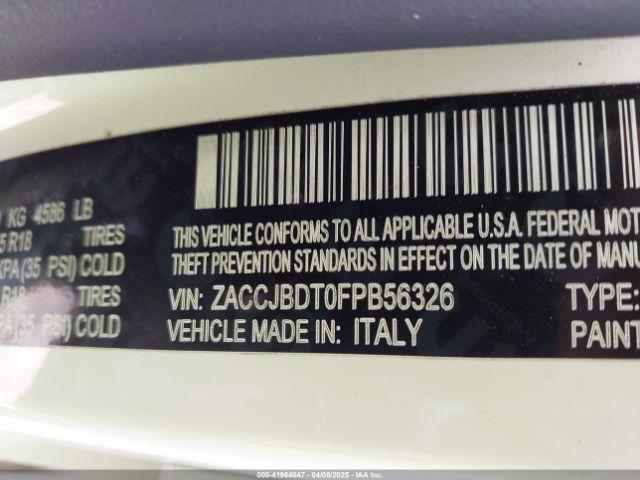 KG 4586 LB
R18 TIRES
KPA (35 PSI) COLD
R18 TIRES
(35 PSI) COLD
THIS VEHICLE CONFORMS TO ALL APPLICABLE U.S.A. FEDERAL MOT
THEFT PREVENTION STANDARDS IN EFFECT ON THE DATE OF MANU
VIN: ZACCJBDT0FPB56326 TYPE:
VEHICLE MADE IN: ITALY PAINT
000-41964647 | 04/08/2025 | IAA, Inc.